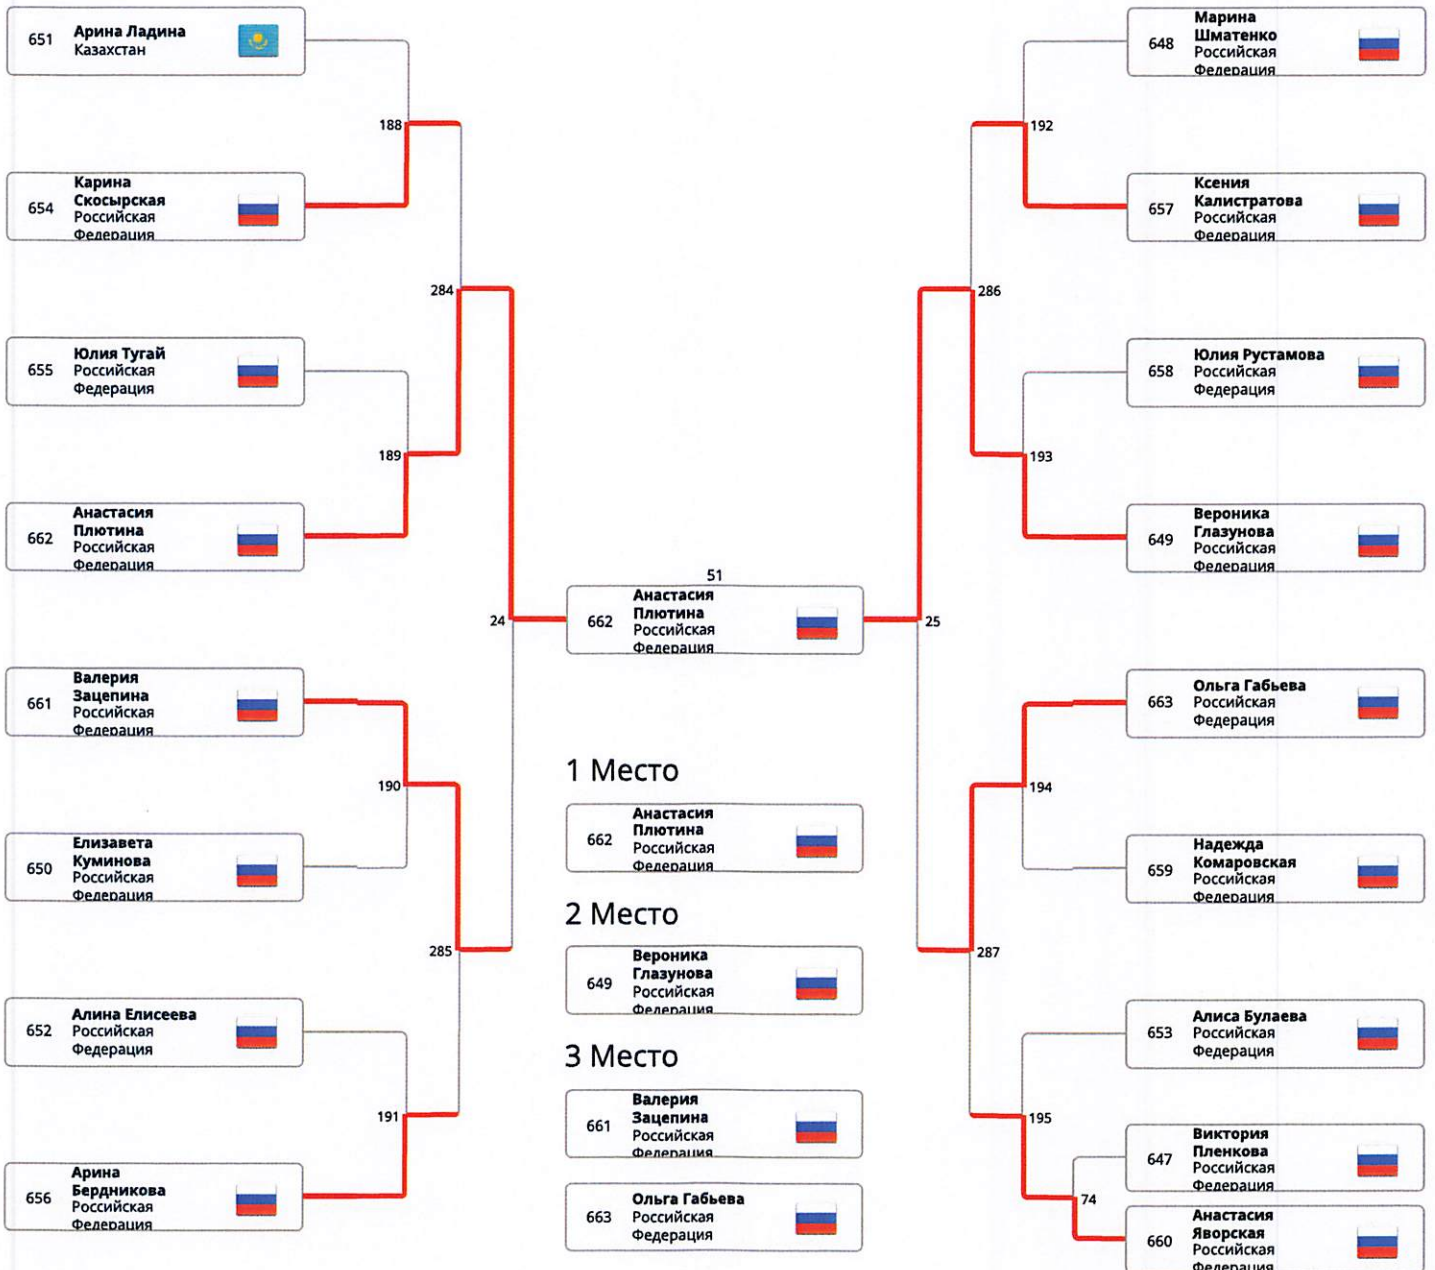 651
Арина Ладина
Казахстан
188
654
Карина
Скосырская
Российская
Федерация
284
655
Юлия Тугай
Российская
Федерация
189
662
Анастасия
Плютина
Российская
Федерация
24
661
Валерия
Зацепина
Российская
Федерация
190
650
Елизавета
Куминова
Российская
Федерация
285
652
Алина Елисеева
Российская
Федерация
191
656
Арина
Бердникова
Российская
Федерация
51
662
Анастасия
Плютина
Российская
Федерация
1 Место
662
Анастасия
Плютина
Российская
Федерация
2 Место
649
Вероника
Глазунова
Российская
Федерация
3 Место
661
Валерия
Зацепина
Российская
Федерация
663
Ольга Габьева
Российская
Федерация
648
Марина
Шматенко
Российская
Федерация
192
657
Ксения
Калистратова
Российская
Федерация
286
658
Юлия Рустамова
Российская
Федерация
193
649
Вероника
Глазунова
Российская
Федерация
25
663
Ольга Габьева
Российская
Федерация
194
659
Надежда
Комаровская
Российская
Федерация
287
653
Алиса Булаева
Российская
Федерация
195
647
Виктория
Пленкова
Российская
Федерация
74
660
Анастасия
Яворская
Российская
Федерация